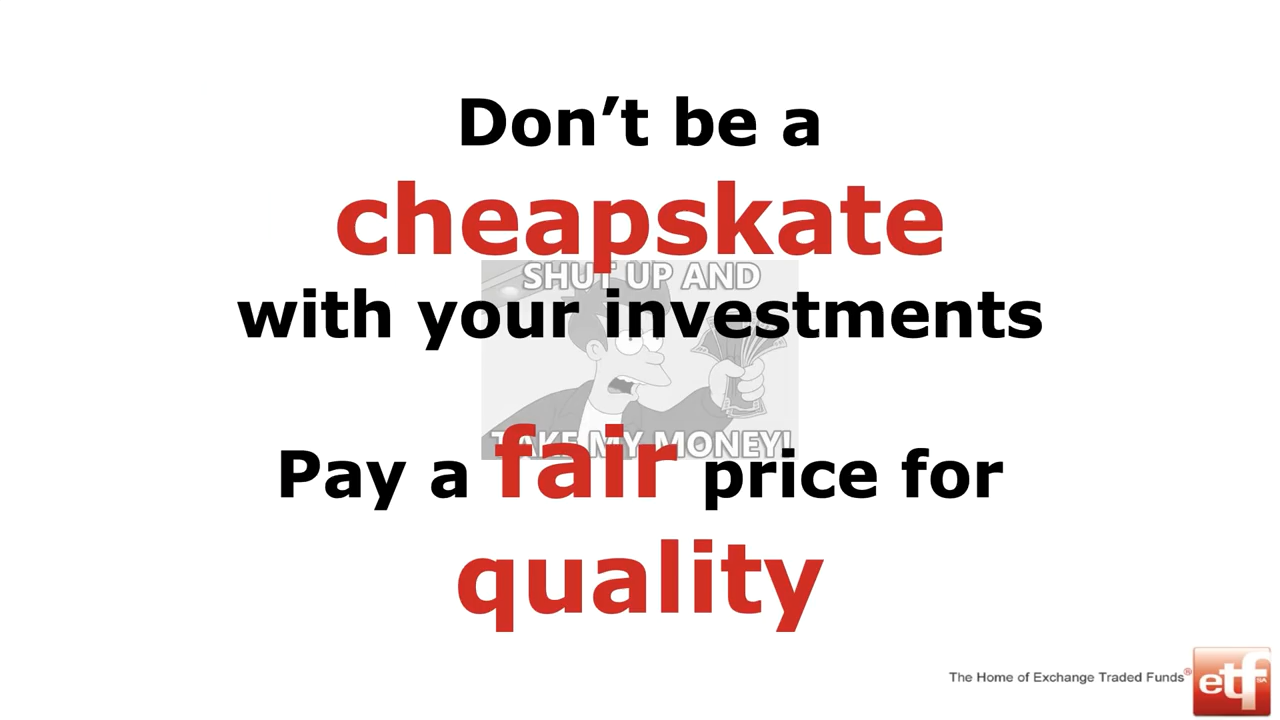 Don’t be a
cheapskate
SHUT UP AND
with your investments
TAKE MY MONEY!
Pay a fair price for
quality
The Home of Exchange Traded Funds®
etf
SA